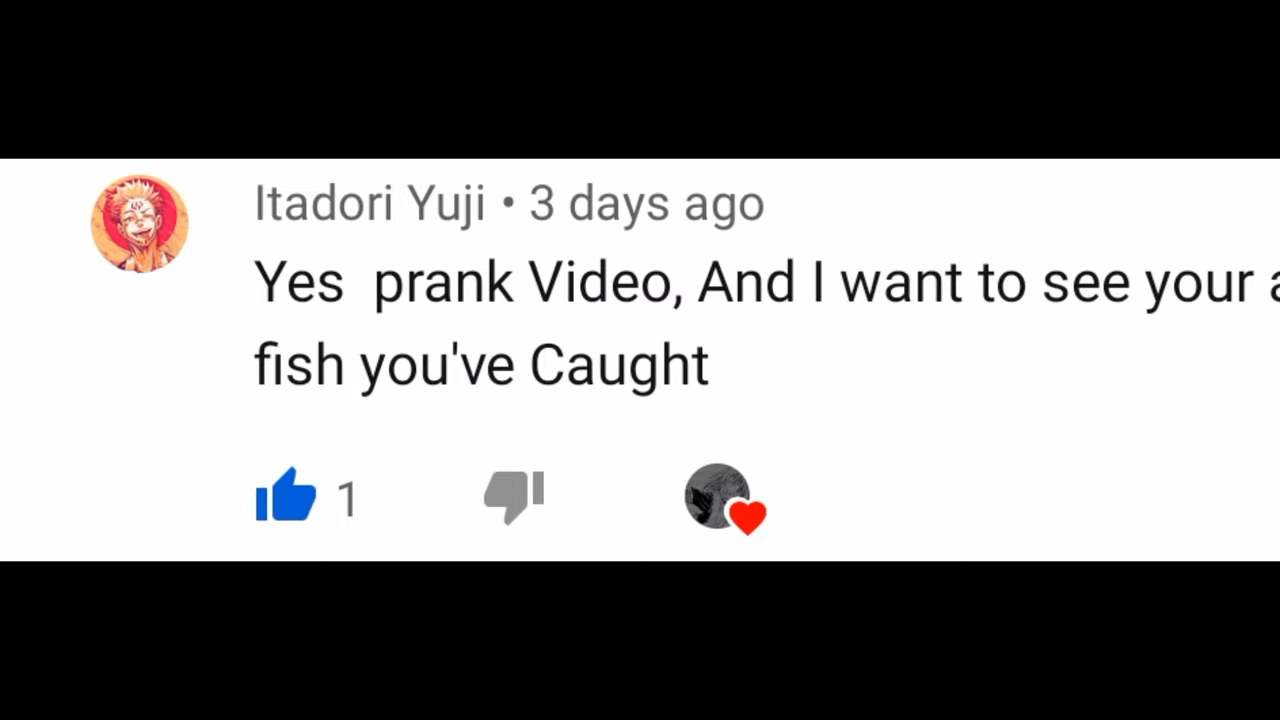 Itadori Yuji • 3 days ago
Yes  prank Video, And I want to see your
fish you've Caught
1